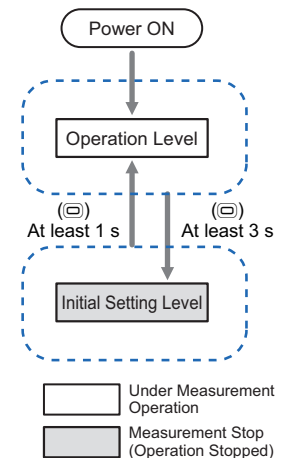 Power ON
Operation Level
(⊂⊃)
At least 1 s
(⊂⊃)
At least 3 s
Initial Setting Level
Under Measurement
Operation
Measurement Stop
(Operation Stopped)